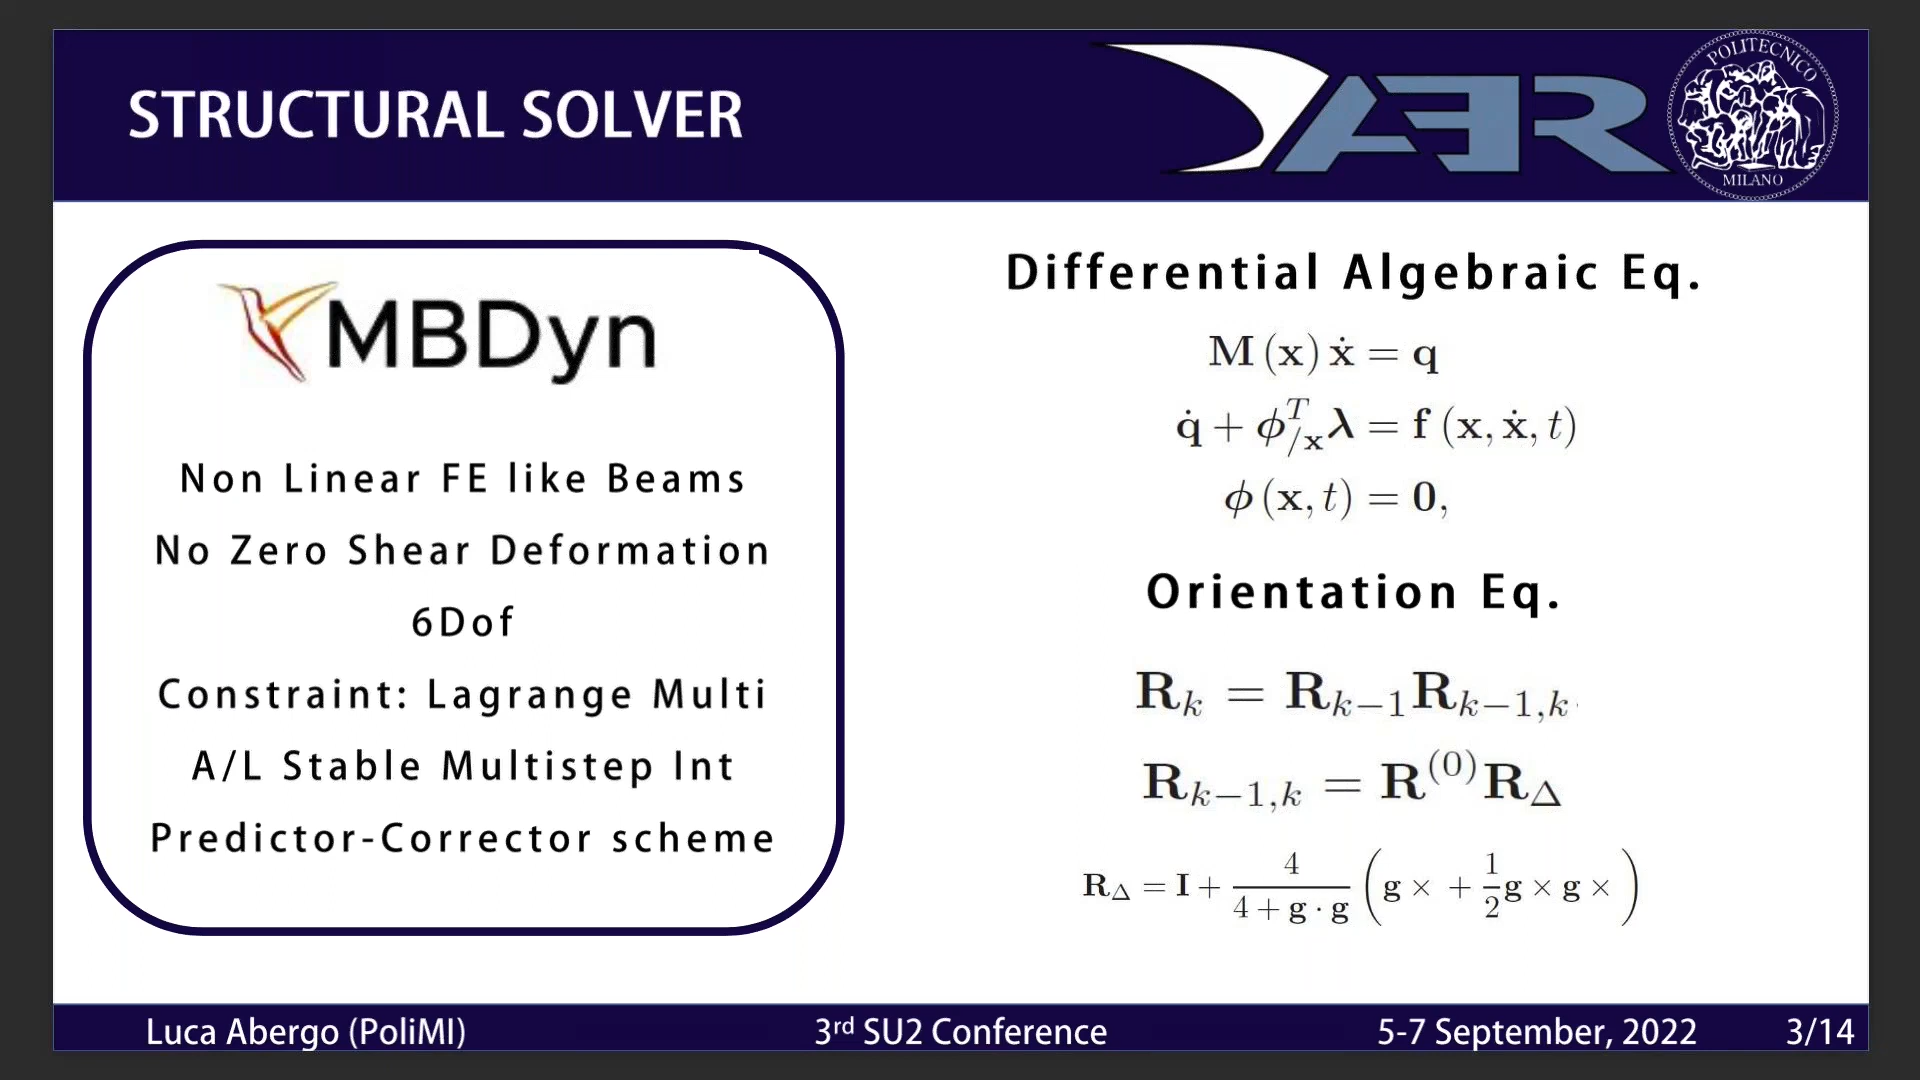 STRUCTURAL SOLVER
AER
POLITECNICO
MILANO
MBDyn
Non Linear FE like Beams
No Zero Shear Deformation
6Dof
Constraint: Lagrange Multi
A/L Stable Multistep Int
Predictor-Corrector scheme
Differential Algebraic Eq.
M (x) ẋ = q
q̇ + ϕ^T_{/x} λ = f (x, ẋ, t)
ϕ (x, t) = 0,
Orientation Eq.
R_k = R_{k−1} R_{k−1,k}
R_{k−1,k} = R^{(0)} R_Δ
R_Δ = I + 4/(4 + g · g) (g × + 1/2 g × g ×)
Luca Abergo (PoliMI)
3rd SU2 Conference
5-7 September, 2022
3/14